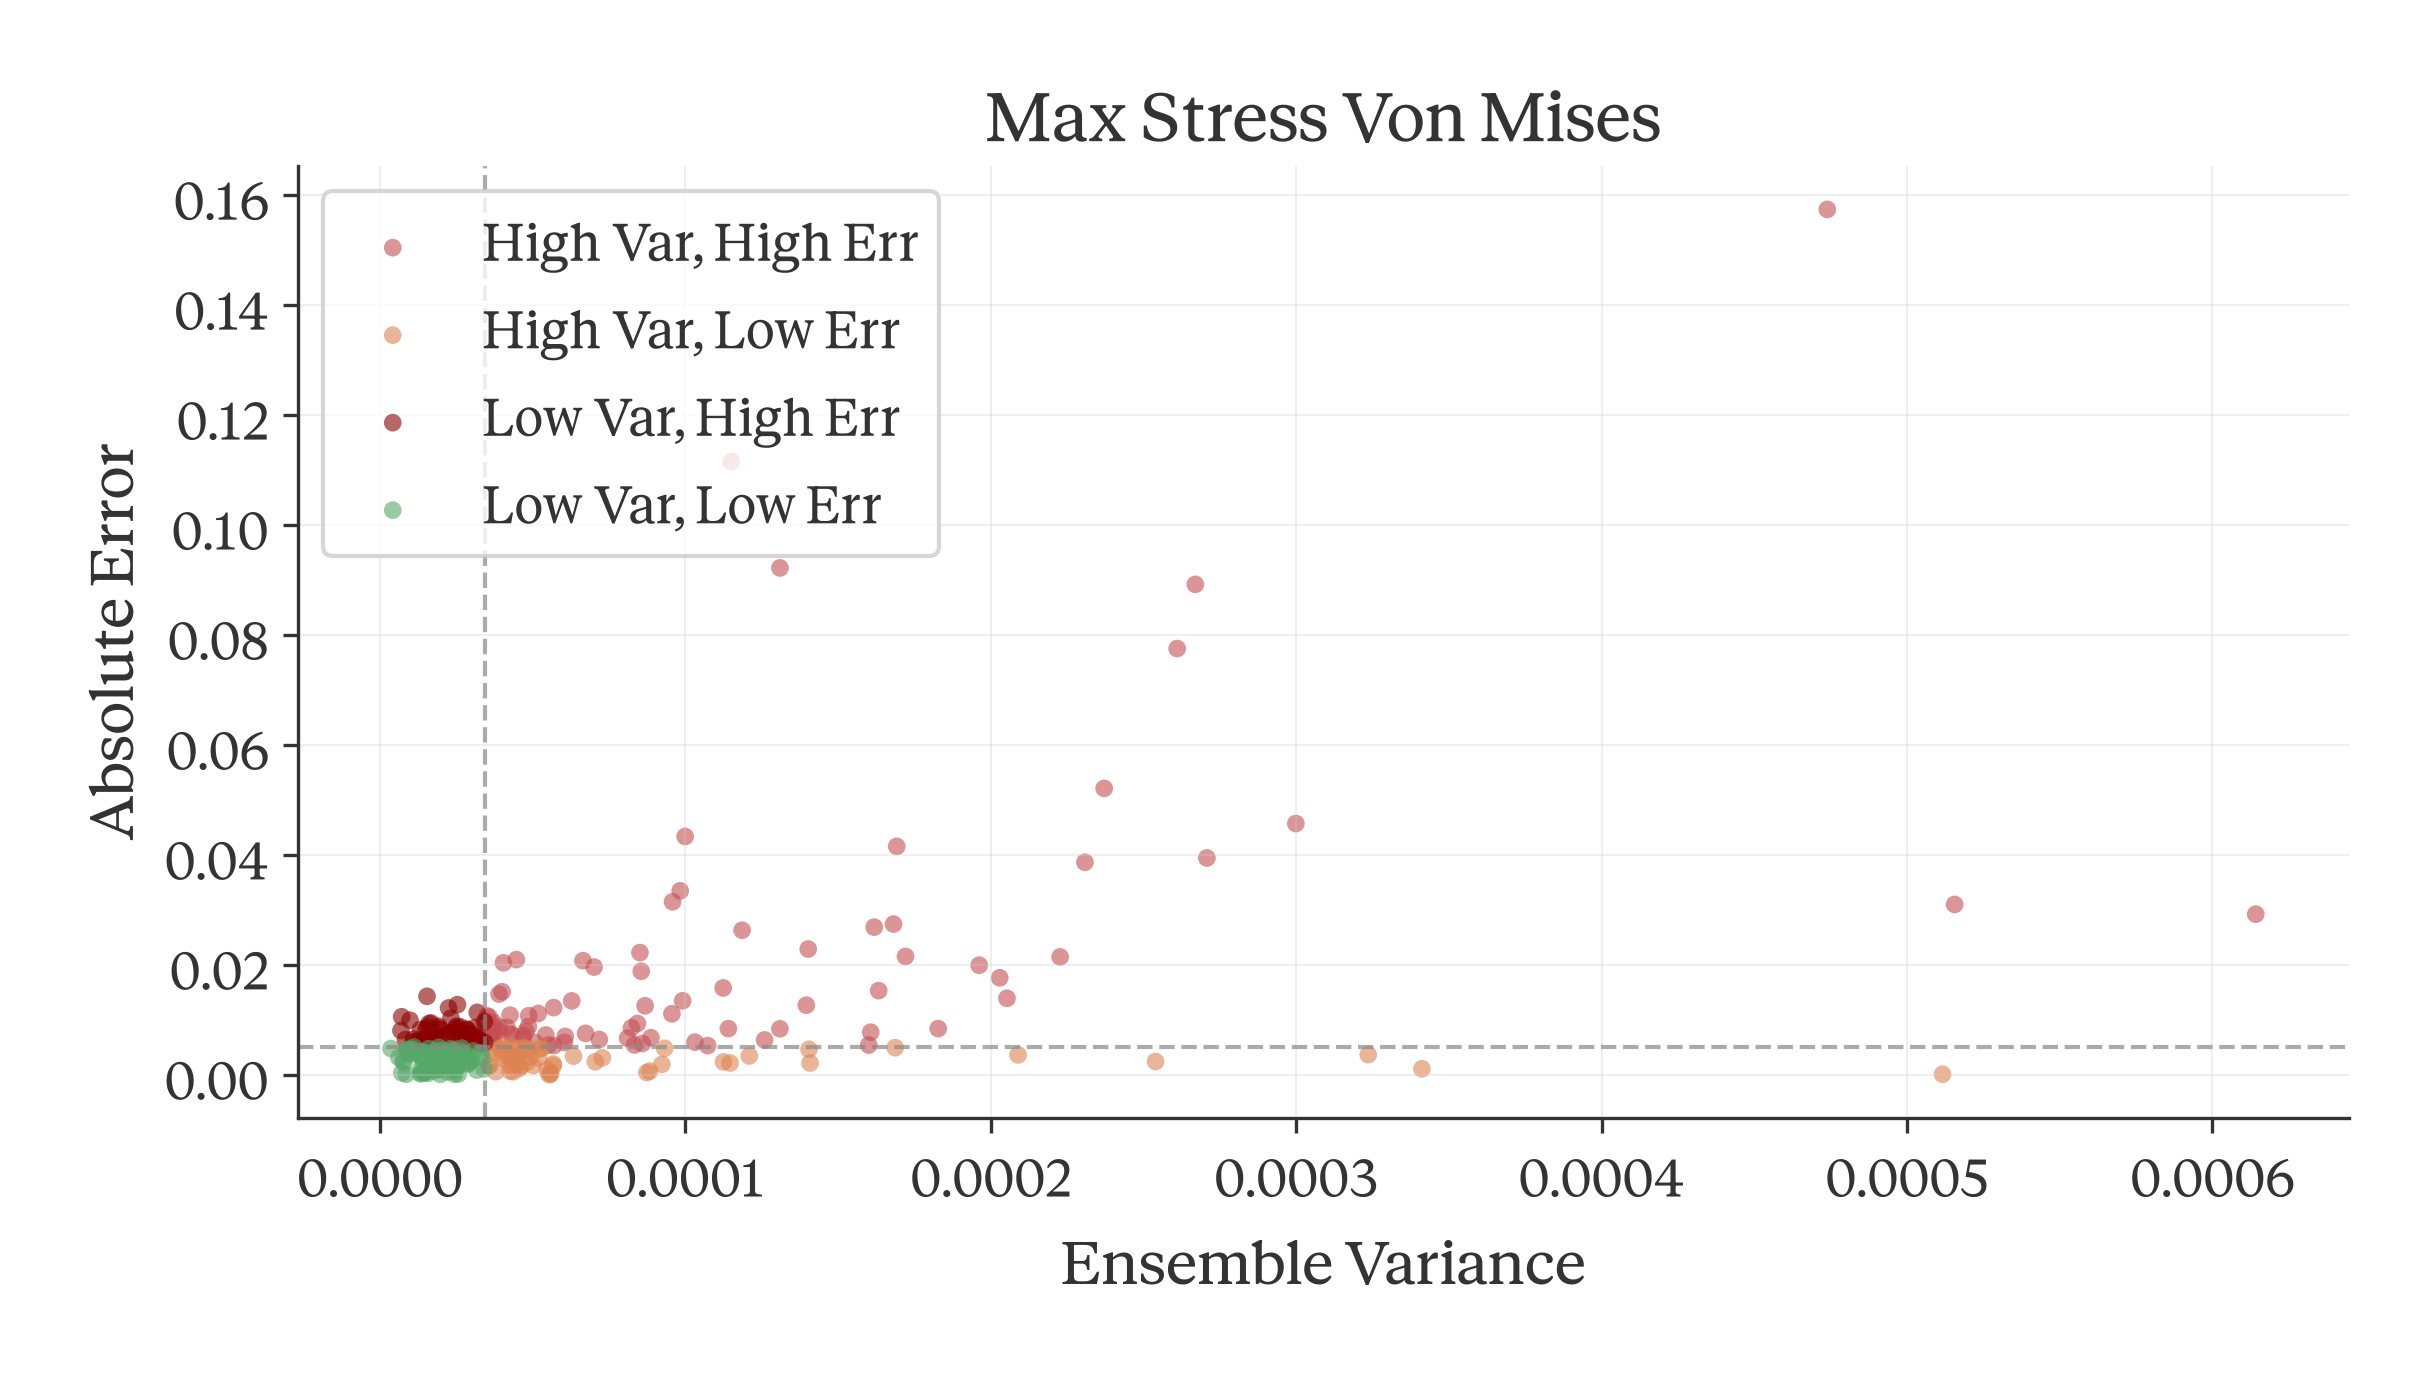 Max Stress Von Mises
0.16
0.14
0.12
0.10
0.08
0.06
0.04
0.02
0.00
Absolute Error
High Var, High Err
High Var, Low Err
Low Var, High Err
Low Var, Low Err
0.0000 0.0001 0.0002 0.0003 0.0004 0.0005 0.0006
Ensemble Variance